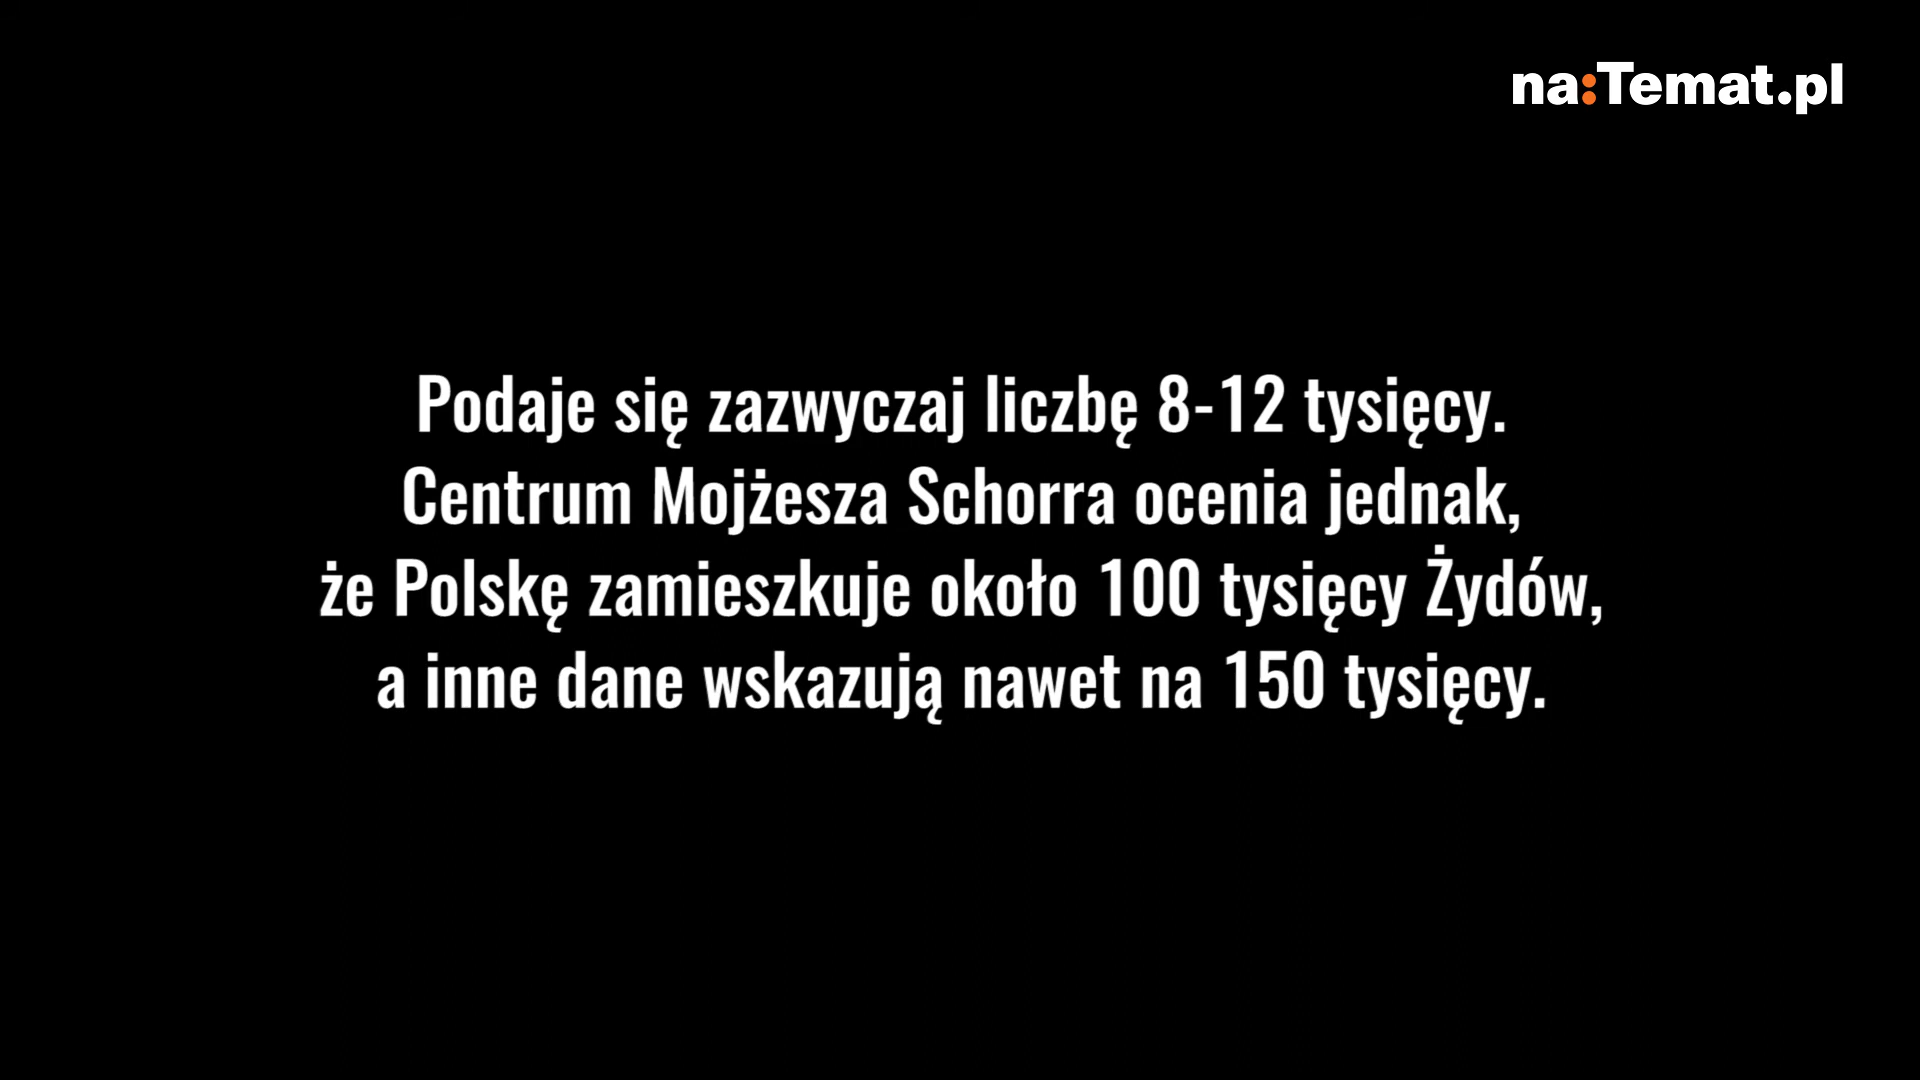 na:Temat.pl
Podaje się zazwyczaj liczbę 8-12 tysięcy.
Centrum Mojżesza Schorra ocenia jednak,
że Polskę zamieszkuje około 100 tysięcy Żydów,
a inne dane wskazują nawet na 150 tysięcy.